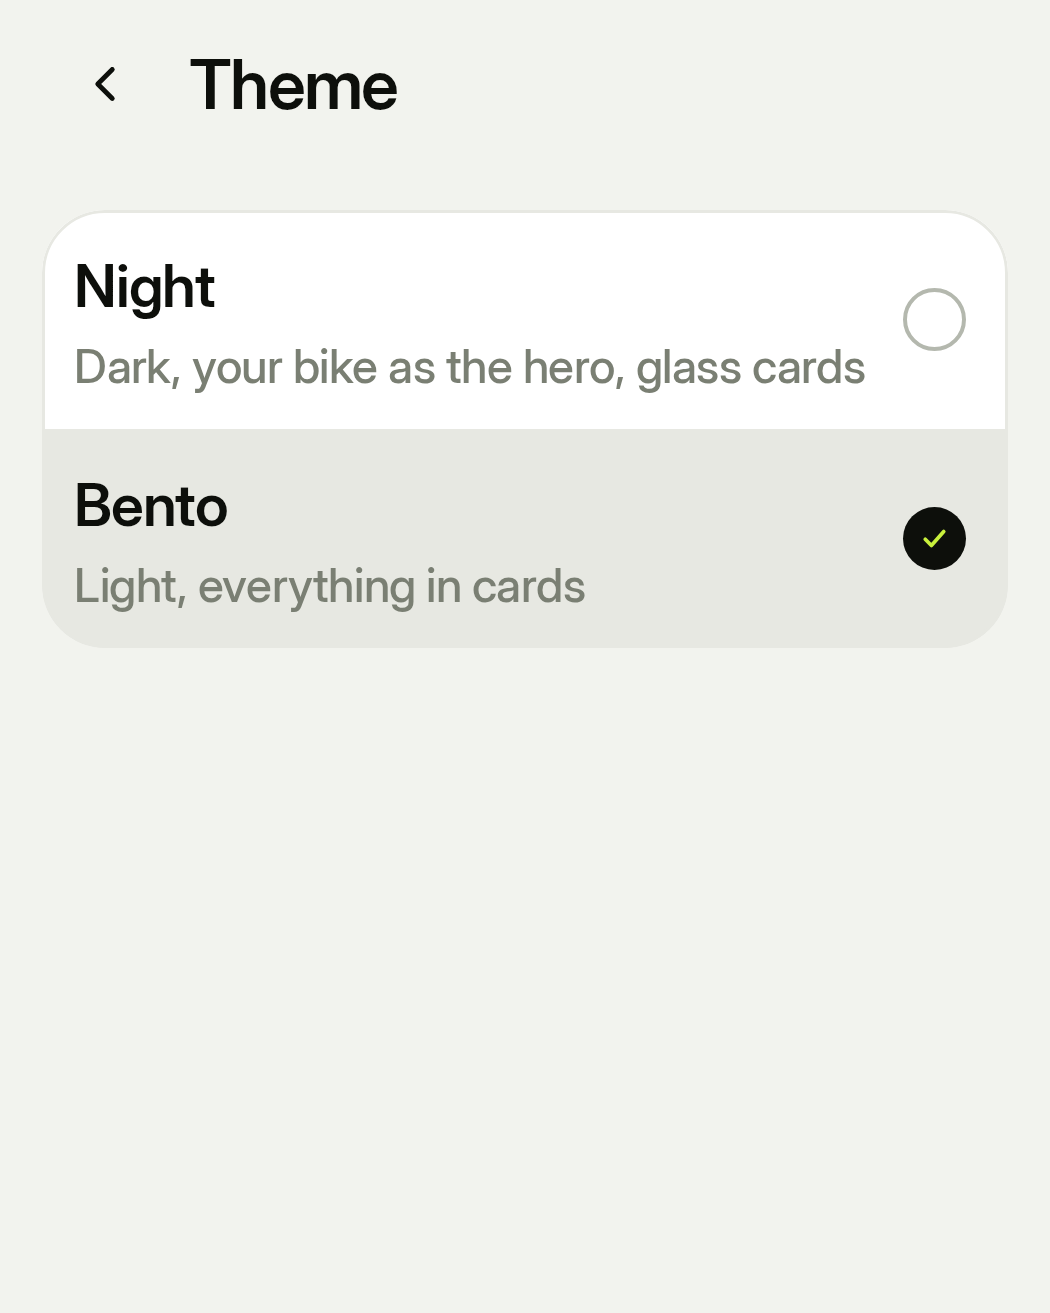 Theme
Night
Dark, your bike as the hero, glass cards
Bento
Light, everything in cards